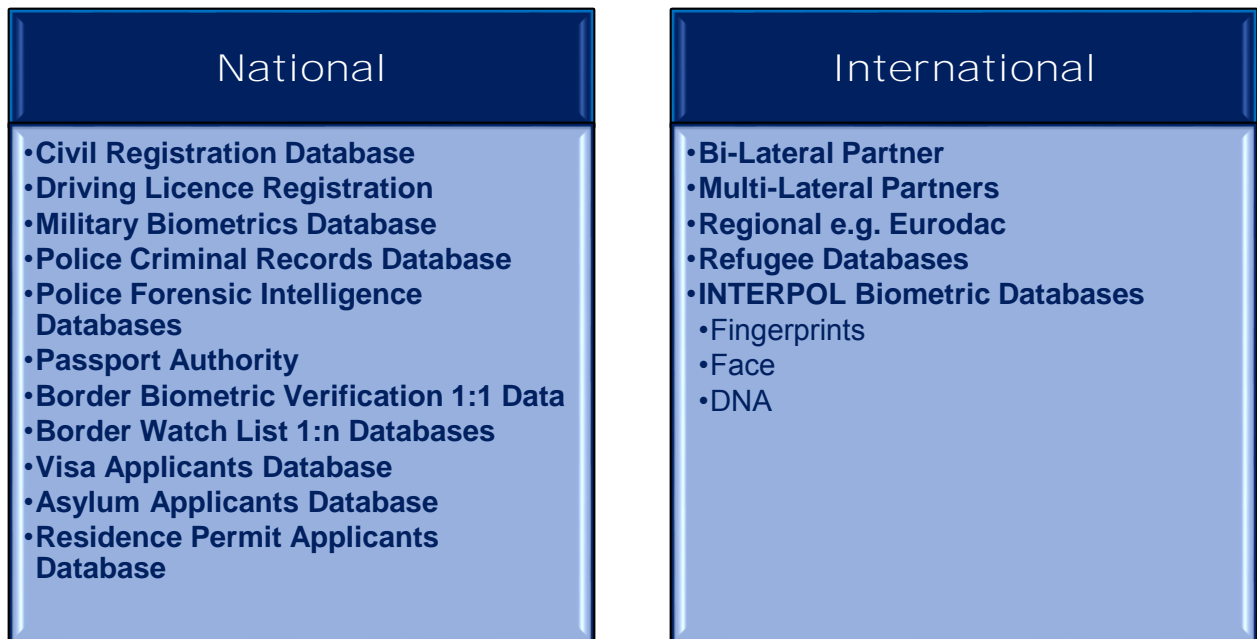 National
•Civil Registration Database
•Driving Licence Registration
•Military Biometrics Database
•Police Criminal Records Database
•Police Forensic Intelligence
Databases
•Passport Authority
•Border Biometric Verification 1:1 Data
•Border Watch List 1:n Databases
•Visa Applicants Database
•Asylum Applicants Database
•Residence Permit Applicants
Database
International
•Bi-Lateral Partner
•Multi-Lateral Partners
•Regional e.g. Eurodac
•Refugee Databases
•INTERPOL Biometric Databases
•Fingerprints
•Face
•DNA